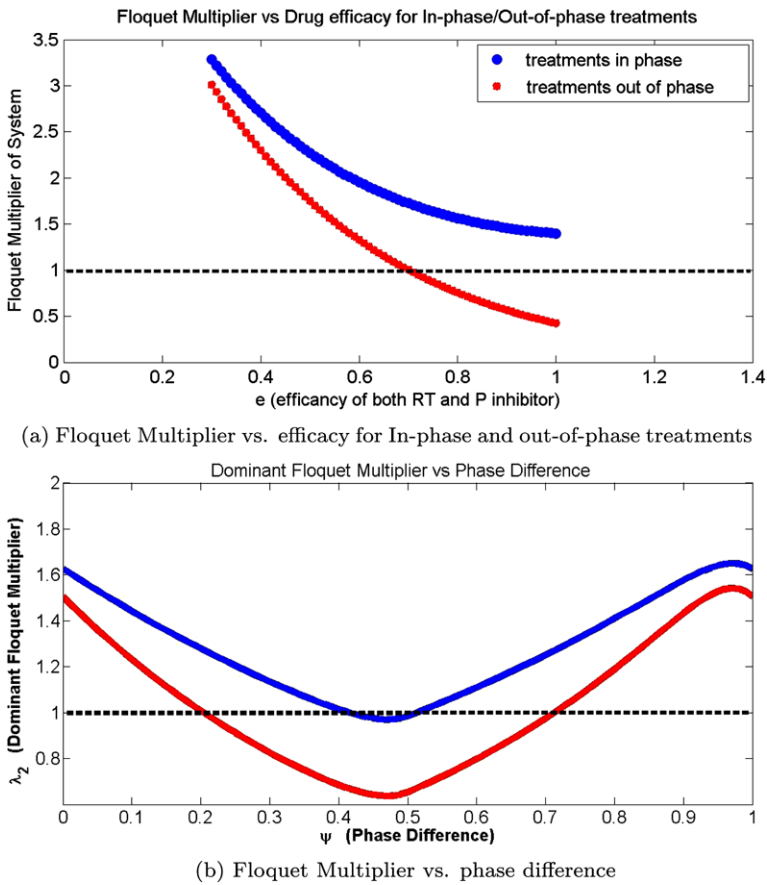 Floquet Multiplier vs Drug efficacy for In-phase/Out-of-phase treatments
3.5
3
2.5
2
1.5
1
0.5
0
Floquet Multiplier of System
treatments in phase
treatments out of phase
0 0.2 0.4 0.6 0.8 1 1.2 1.4
e (efficancy of both RT and P inhibitor)
(a) Floquet Multiplier vs. efficacy for In-phase and out-of-phase treatments
Dominant Floquet Multiplier vs Phase Difference
2
1.8
1.6
1.4
1.2
1
0.8
λ2 (Dominant Floquet Multiplier)
0 0.1 0.2 0.3 0.4 0.5 0.6 0.7 0.8 0.9 1
ψ (Phase Difference)
(b) Floquet Multiplier vs. phase difference